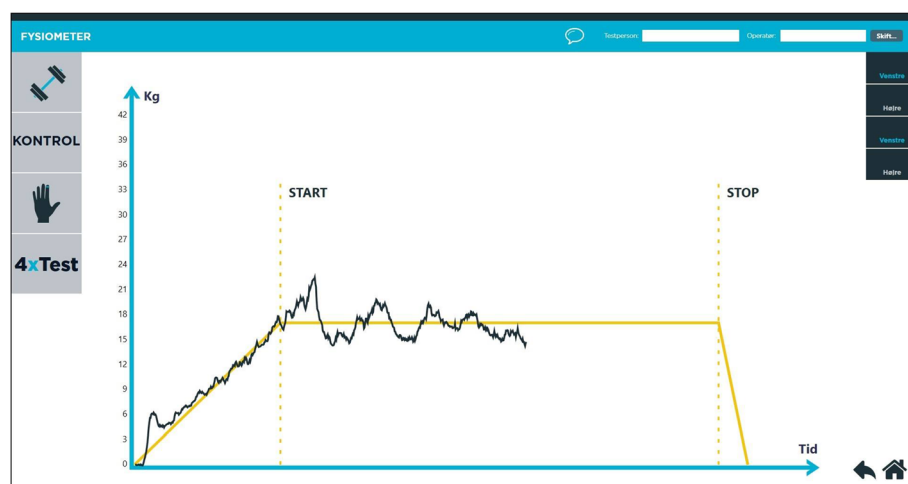 FYSIOMETER
Testperson:
Operatør:
Skift...
KONTROL
4xTest
Venstre
Højre
Venstre
Højre
Kg
42
39
36
33
30
27
24
21
18
15
12
9
6
3
0
START
STOP
Tid